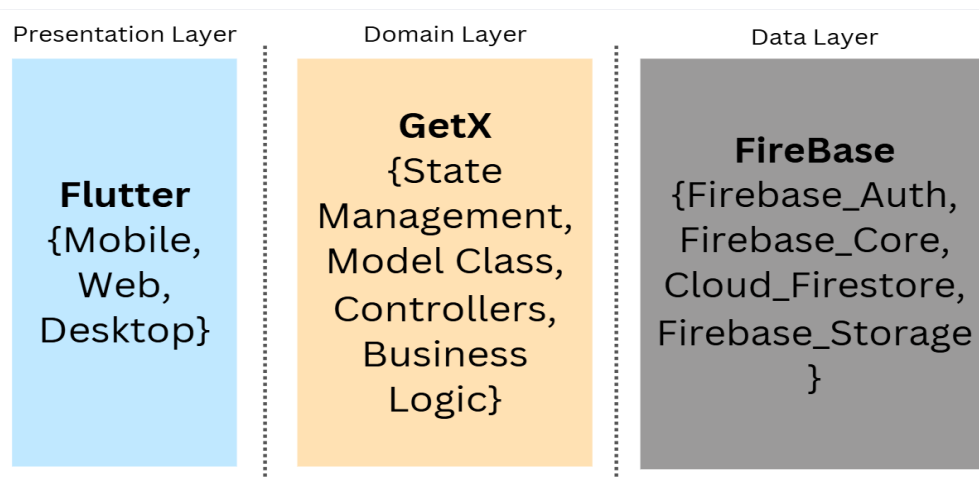 Presentation Layer
Flutter
{Mobile,
Web,
Desktop}
Domain Layer
GetX
{State
Management,
Model Class,
Controllers,
Business
Logic}
Data Layer
FireBase
{Firebase_Auth,
Firebase_Core,
Cloud_Firestore,
Firebase_Storage
}